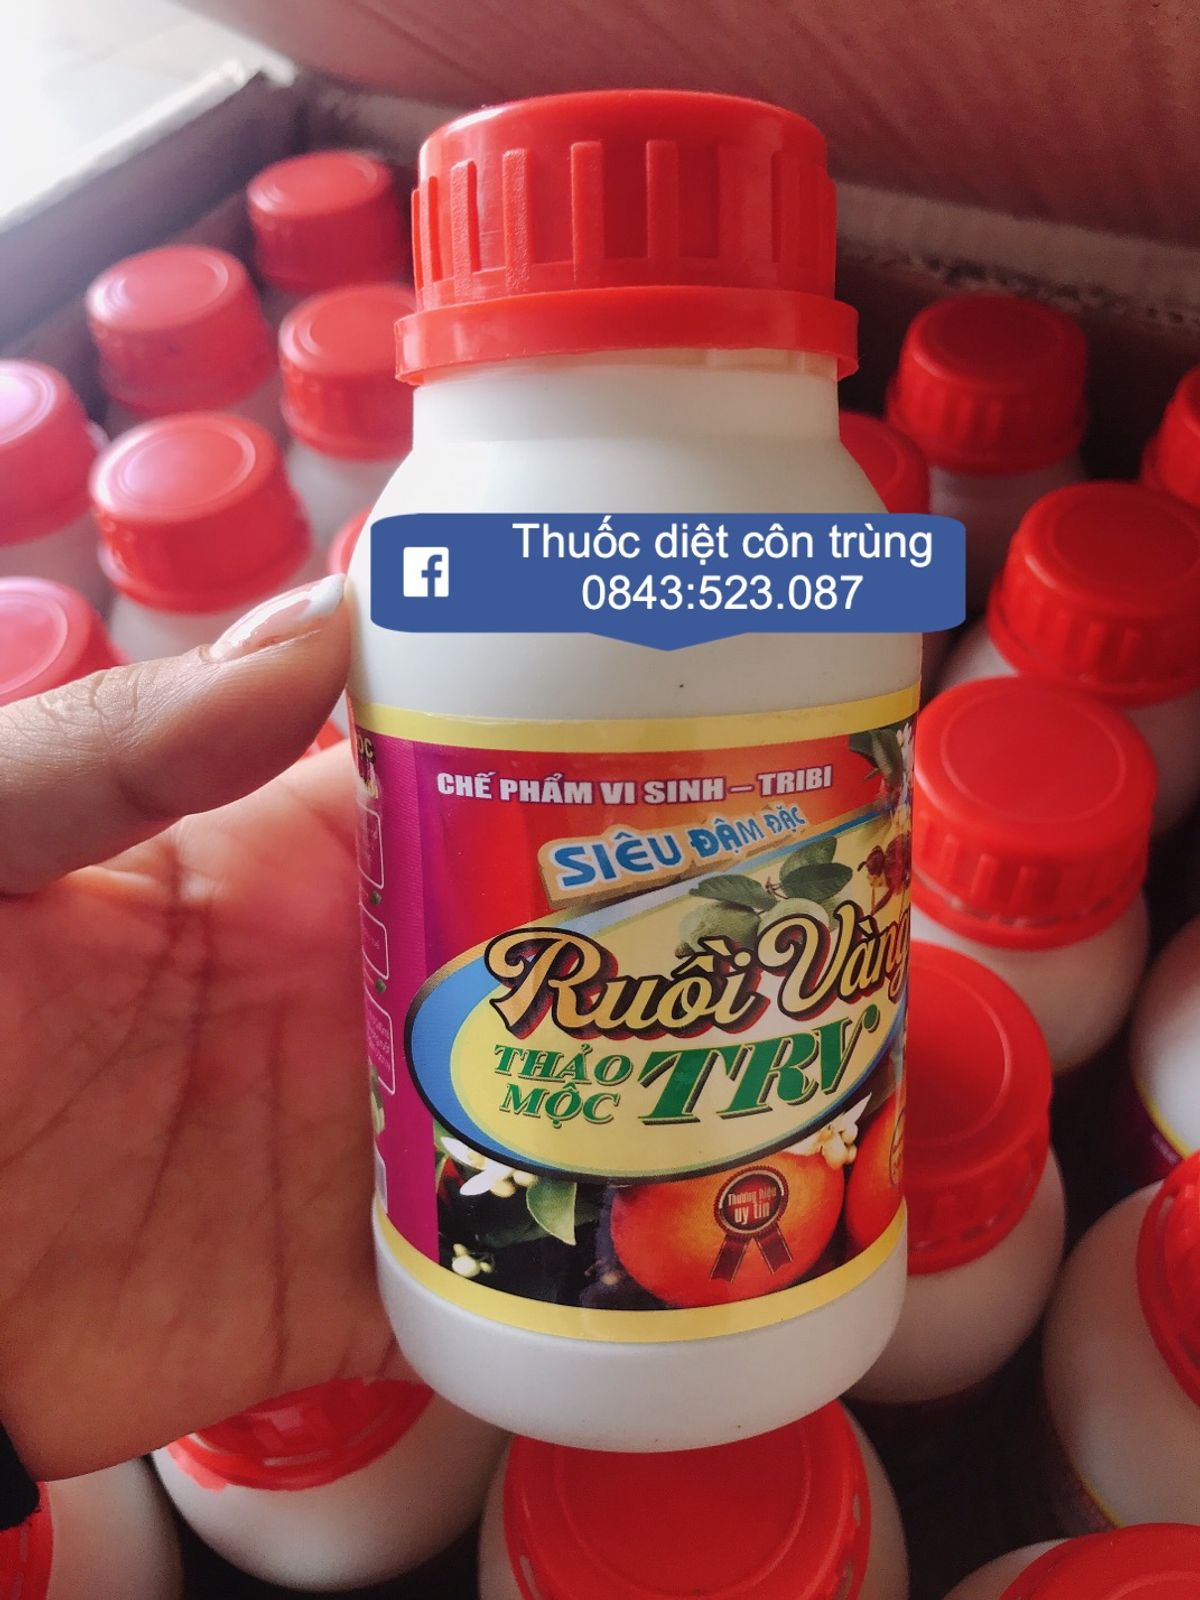 Thuốc diệt côn trùng
0843:523.087
CHẾ PHẨM VI SINH – TRIBI
SIÊU ĐẬM ĐẶC
Ruồi Vàng
THẢO MỘC TRV
Thương hiệu
uy tín